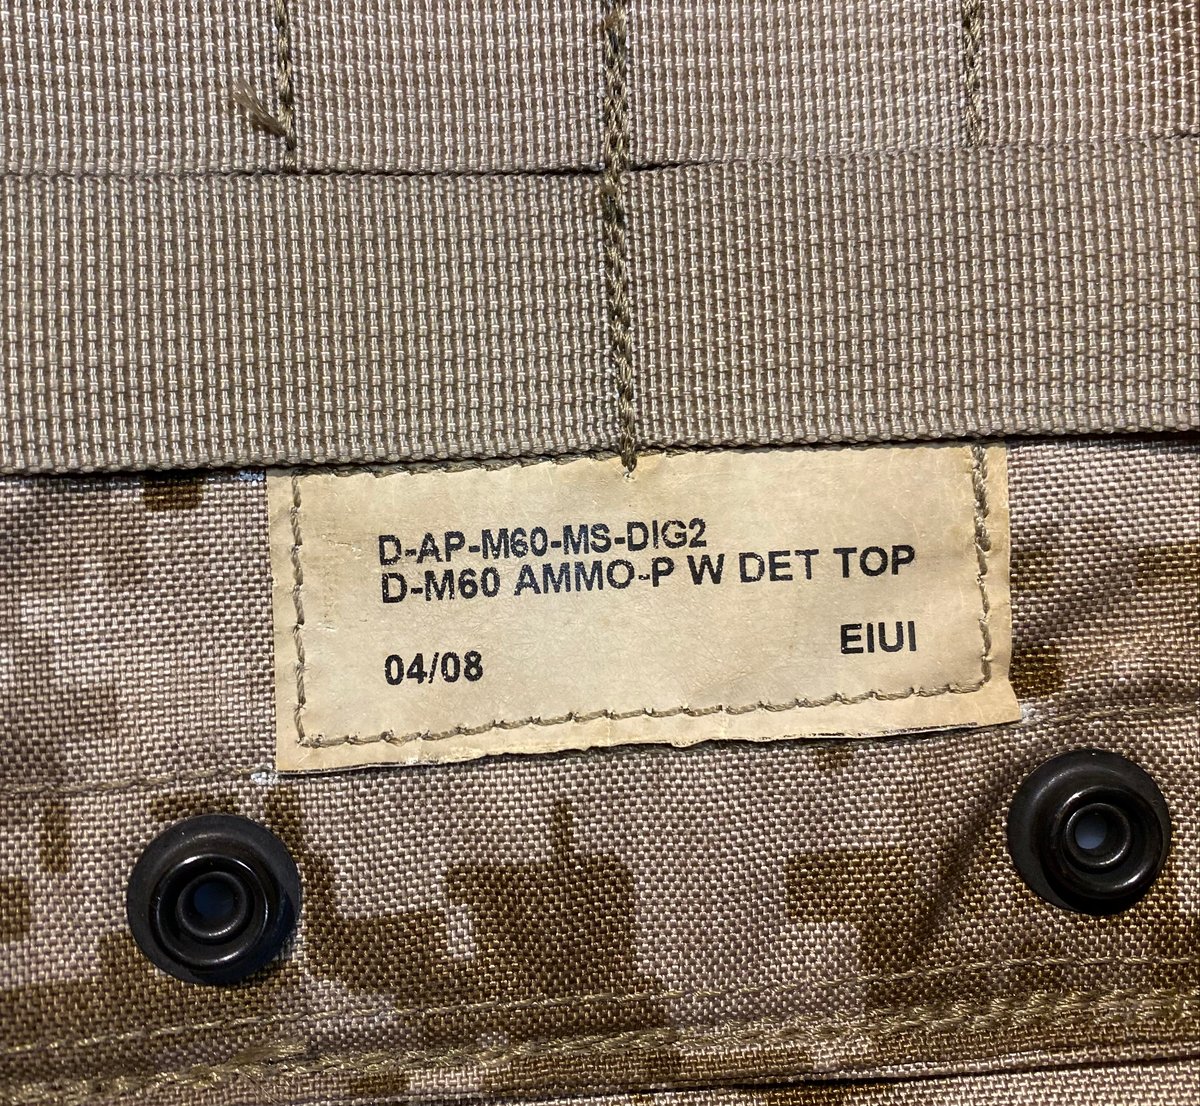 D-AP-M60-MS-DIG2
D-M60 AMMO-P W DET TOP
04/08 EIUI